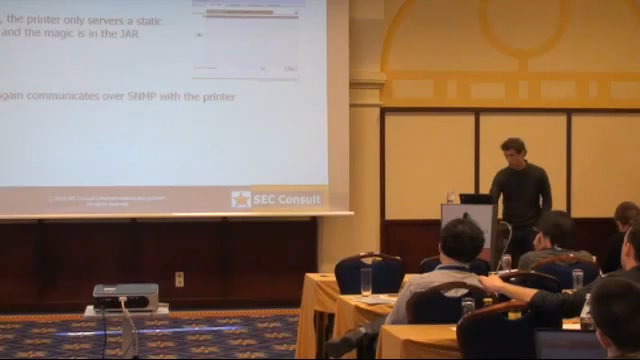 , the printer only servers a static
and the magic is in the JAR
gain communicates over SNMP with the printer
SEC Consult